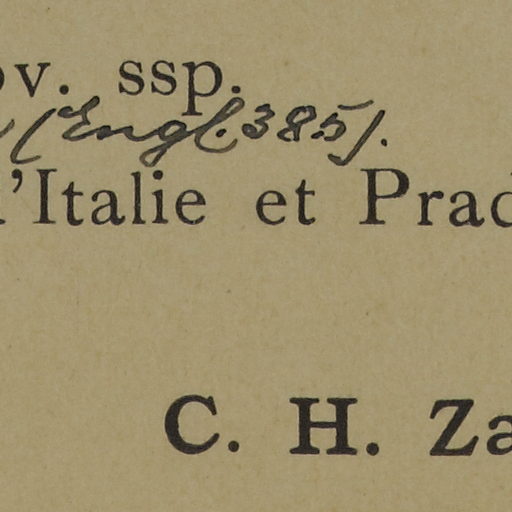 ov. ssp.
(Engl. 385).
l'Italie et Prad
C. H. Za